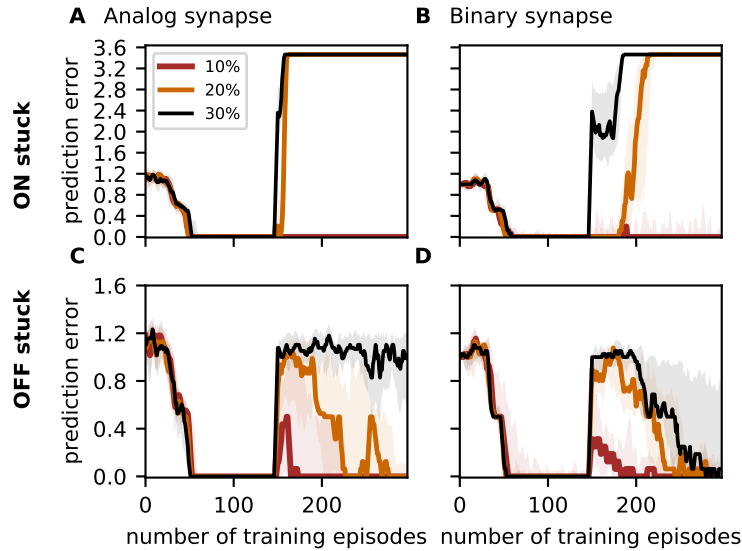 A Analog synapse
B Binary synapse
ON stuck
prediction error
3.6
3.2
2.8
2.4
2.0
1.6
1.2
0.8
0.4
0.0
10%
20%
30%
C
D
OFF stuck
prediction error
1.6
1.2
0.8
0.4
0.0
0 100 200
0 100 200
number of training episodes
number of training episodes